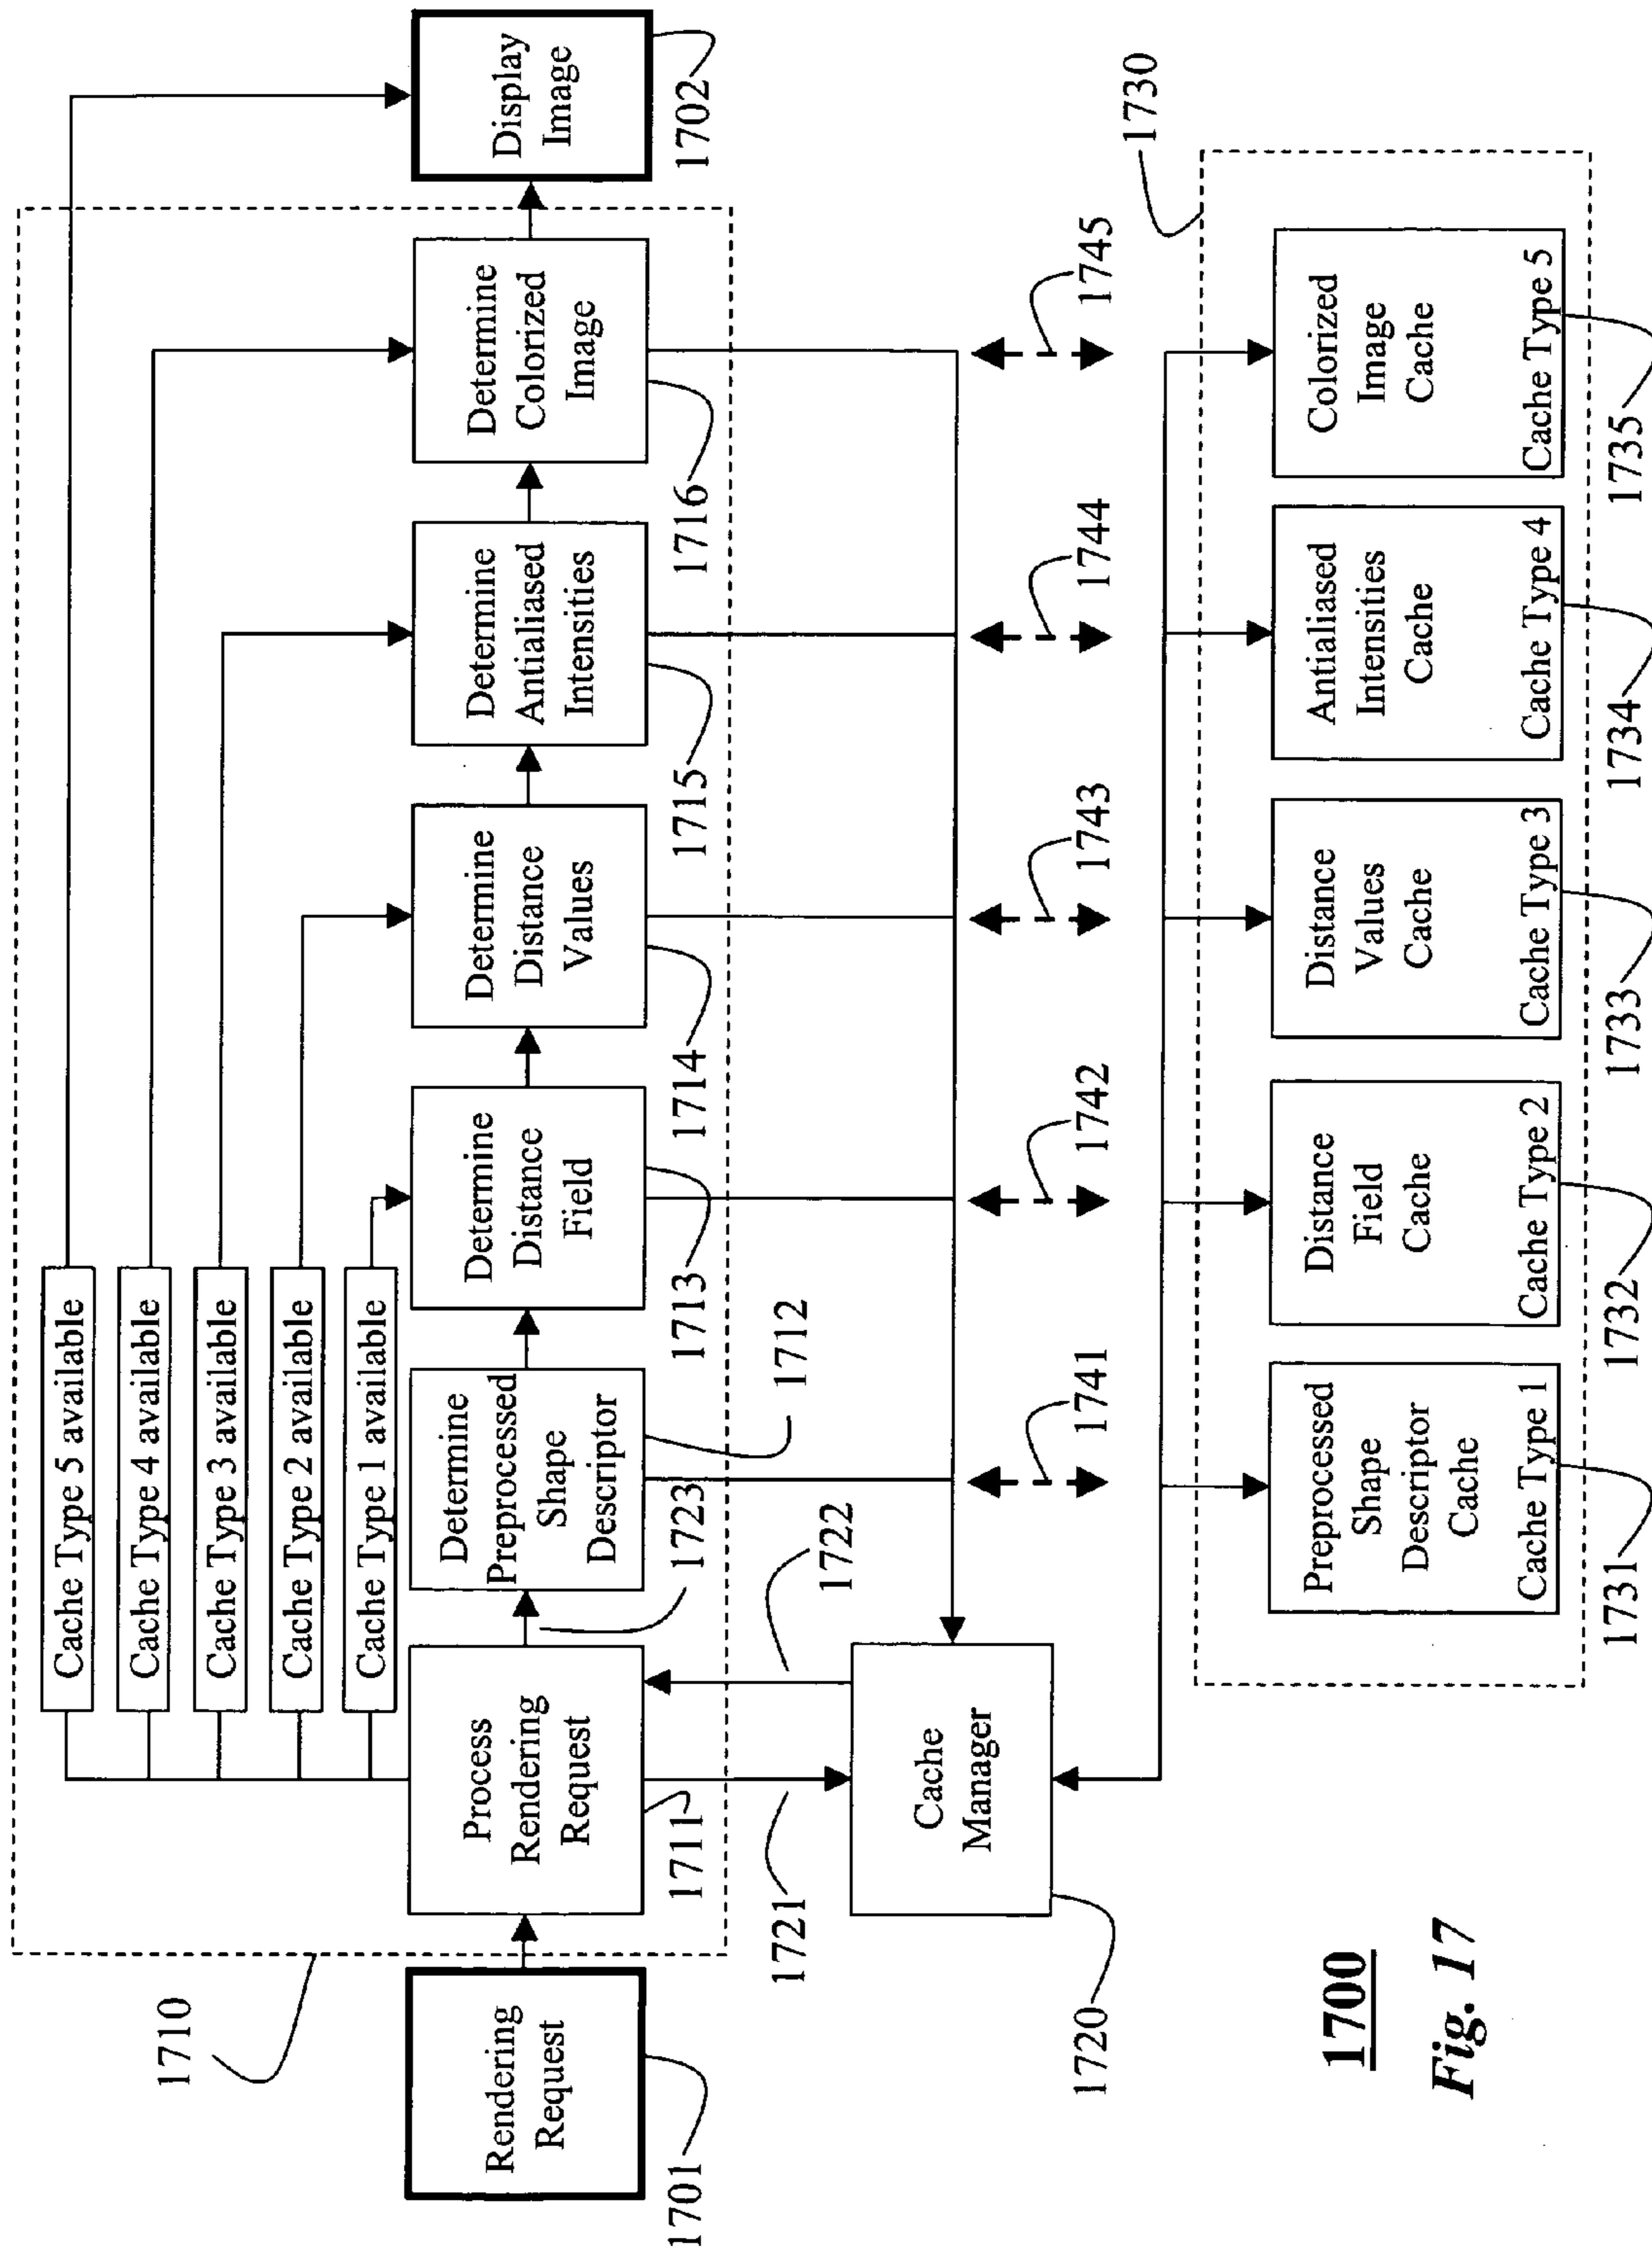 1710
Cache Type 5 available
Cache Type 4 available
Cache Type 3 available
Cache Type 2 available
Cache Type 1 available
Rendering
Request
1701
Process
Rendering
Request
1711
1723
Determine
Preprocessed
Shape
Descriptor
1712
Determine
Distance
Field
1713
Determine
Distance
Values
1714
Determine
Antialiased
Intensities
1715
Determine
Colorized
Image
1716
Display
Image
1702
1721
1722
Cache
Manager
1720
1741
1742
1743
1744
1745
1730
Preprocessed
Shape
Descriptor
Cache
Cache Type 1
1731
Distance
Field
Cache
Cache Type 2
1732
Distance
Values
Cache
Cache Type 3
1733
Antialiased
Intensities
Cache
Cache Type 4
1734
Colorized
Image
Cache
Cache Type 5
1735
1700
Fig. 17